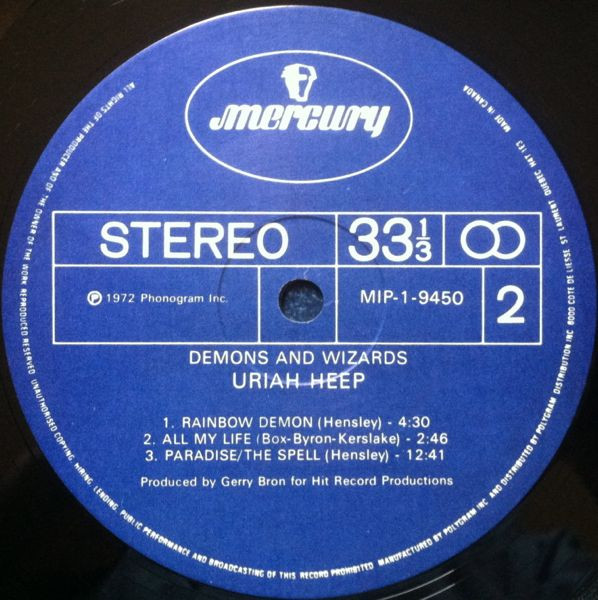 mercury
STEREO
33 1/3
℗ 1972 Phonogram Inc.
MIP-1-9450
2
DEMONS AND WIZARDS
URIAH HEEP
1. RAINBOW DEMON (Hensley) - 4:30
2. ALL MY LIFE (Box-Byron-Kerslake) - 2:46
3. PARADISE/THE SPELL (Hensley) - 12:41
Produced by Gerry Bron for Hit Record Productions
ALL RIGHTS OF THE PRODUCER AND OF THE OWNER OF THE WORK REPRODUCED RESERVED. UNAUTHORISED COPYING, HIRING, LENDING, PUBLIC PERFORMANCE AND BROADCASTING OF THIS RECORD PROHIBITED. MANUFACTURED BY POLYGRAM INC. AND DISTRIBUTED BY POLYGRAM DISTRIBUTION INC. 8000 COTE DE LIESSE ST LAURENT QUEBEC H4T 1E3 MADE IN CANADA